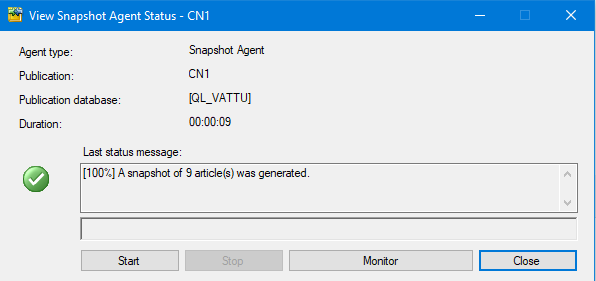 View Snapshot Agent Status - CN1
Agent type: Snapshot Agent
Publication: CN1
Publication database: [QL_VATTU]
Duration: 00:00:09
Last status message:
[100%] A snapshot of 9 article(s) was generated.
Start Stop Monitor Close